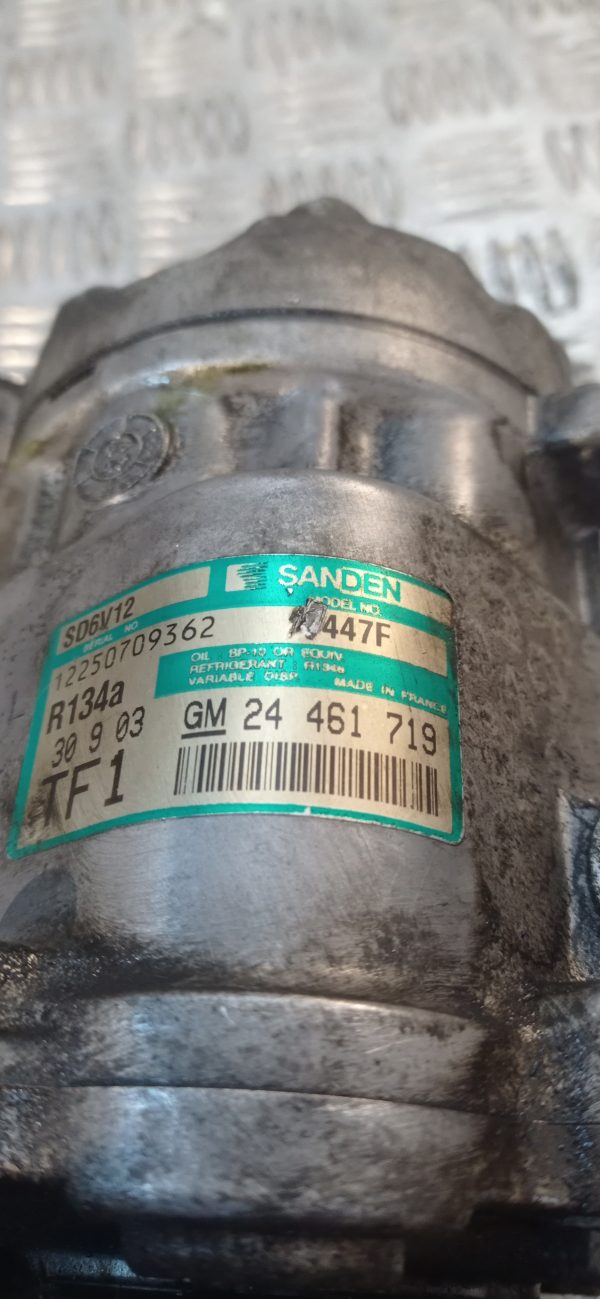 SANDEN
SD6V12
MODEL NO.
SERIAL NO.
447F
12250709362
OIL : SP-10 OR EQUIV.
REFRIGERANT : R134a
VARIABLE DISP.
MADE IN FRANCE
R134a
30 9 03
GM 24 461 719
TF1